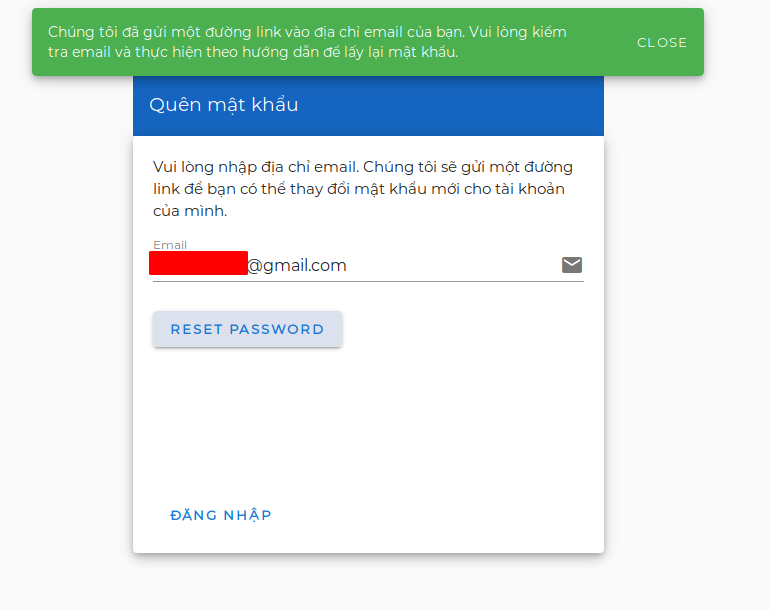 Chúng tôi đã gửi một đường link vào địa chỉ email của bạn. Vui lòng kiểm
tra email và thực hiện theo hướng dẫn để lấy lại mật khẩu.
CLOSE
Quên mật khẩu
Vui lòng nhập địa chỉ email. Chúng tôi sẽ gửi một đường
link để bạn có thể thay đổi mật khẩu mới cho tài khoản
của mình.
Email
@gmail.com
RESET PASSWORD
ĐĂNG NHẬP